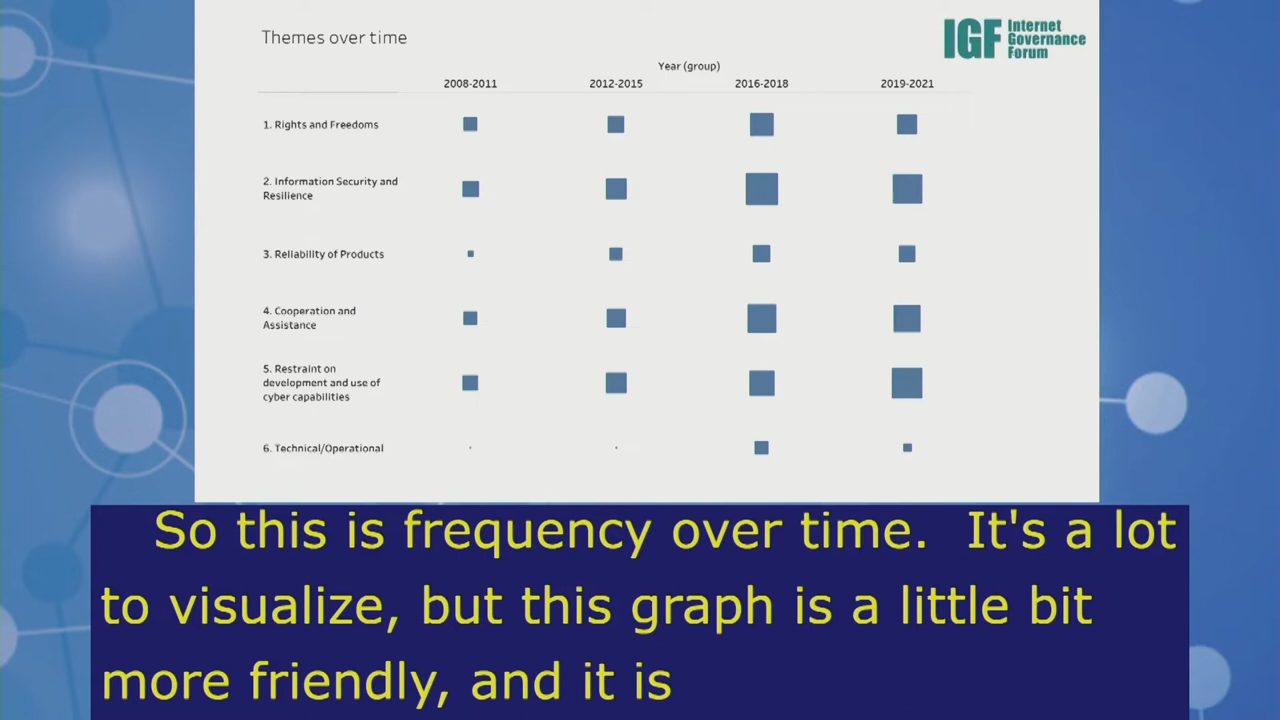 Themes over time
IGF Internet
Governance
Forum
Year (group)
2008-2011 2012-2015 2016-2018 2019-2021
1. Rights and Freedoms
2. Information Security and
Resilience
3. Reliability of Products
4. Cooperation and
Assistance
5. Restraint on
development and use of
cyber capabilities
6. Technical/Operational
So this is frequency over time. It's a lot
to visualize, but this graph is a little bit
more friendly, and it is